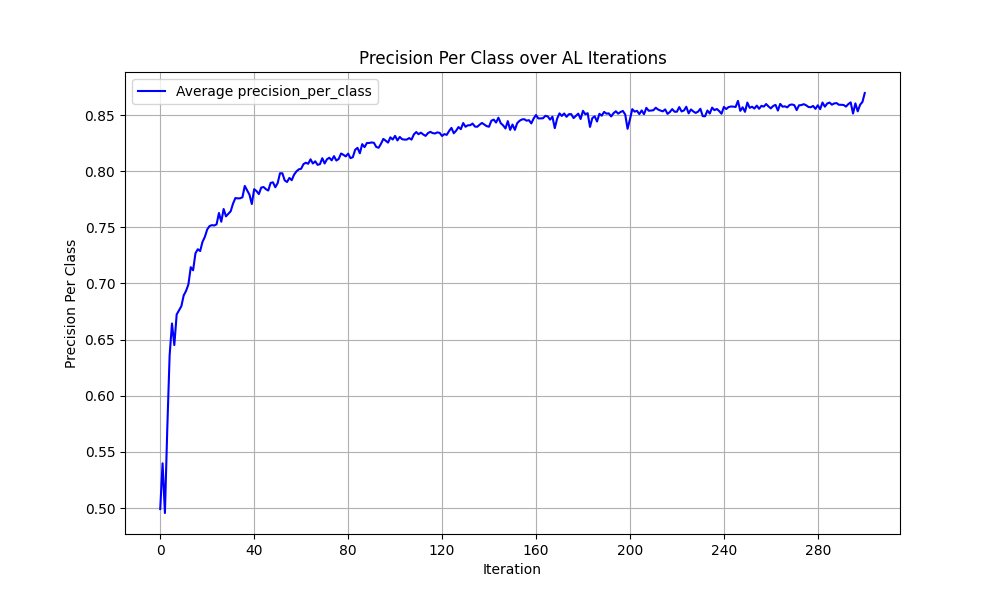 Precision Per Class over AL Iterations
Average precision_per_class
Precision Per Class
0.85
0.80
0.75
0.70
0.65
0.60
0.55
0.50
0 40 80 120 160 200 240 280
Iteration